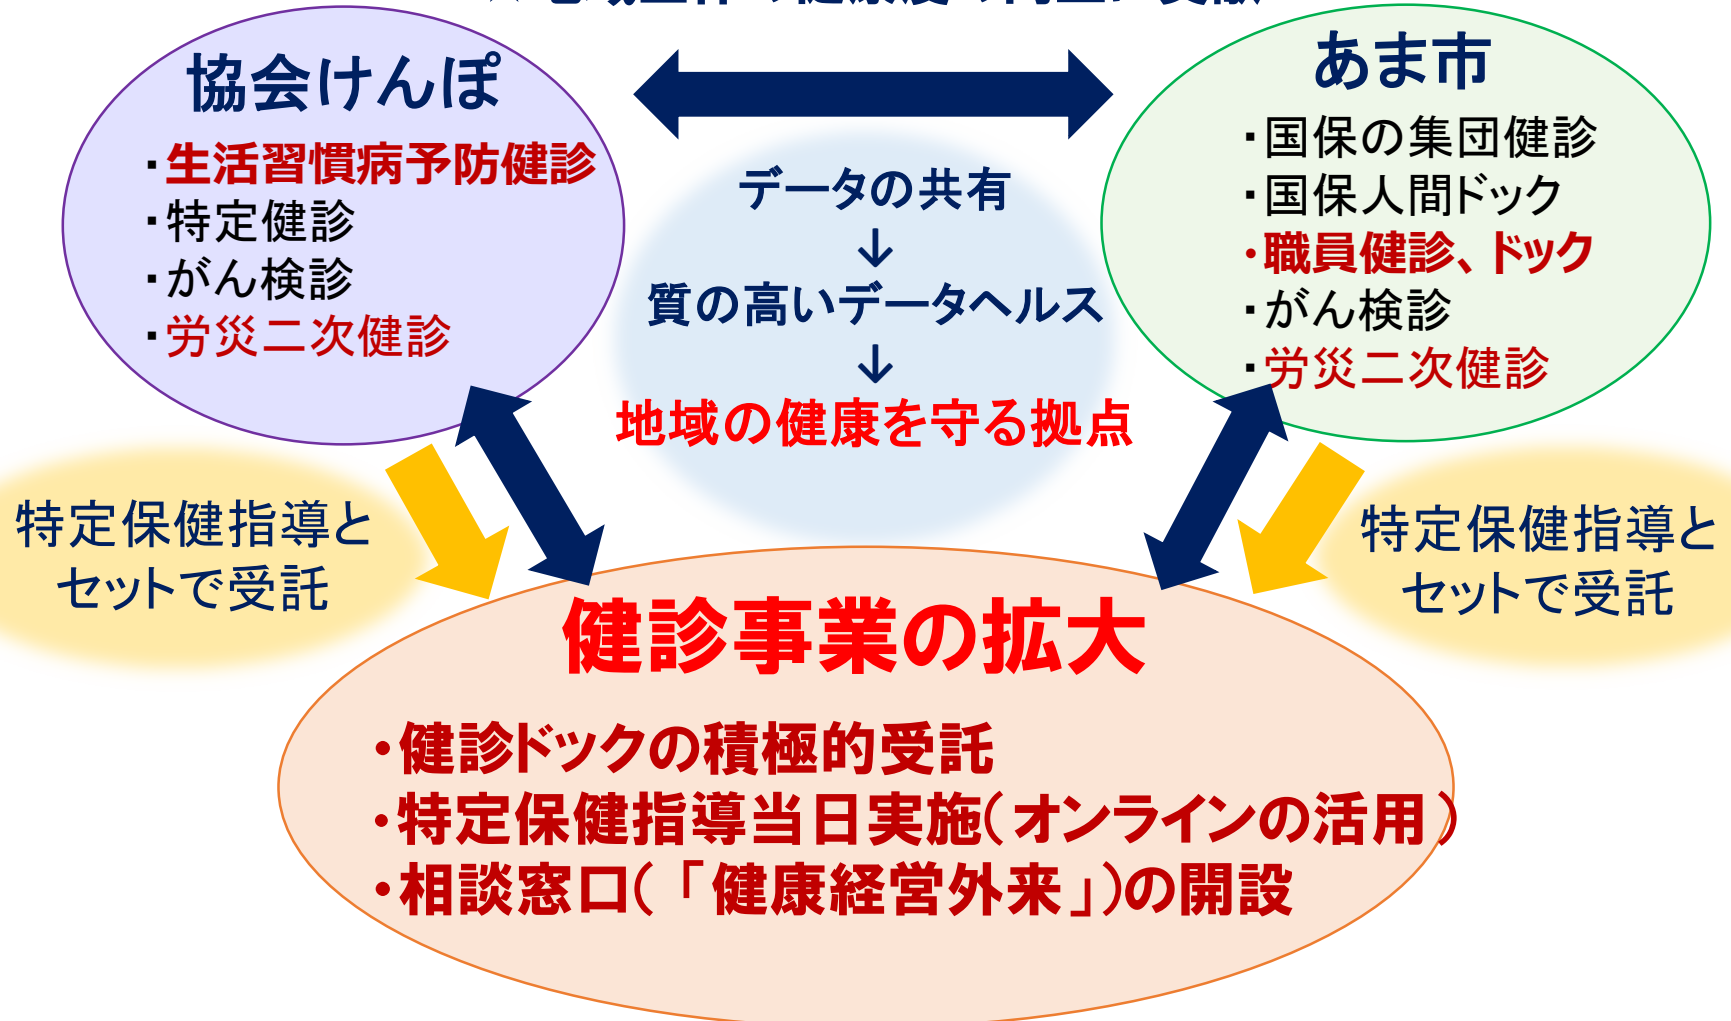 協会けんぽ
・生活習慣病予防健診
・特定健診
・がん検診
・労災二次健診
あま市
・国保の集団健診
・国保人間ドック
・職員健診、ドック
・がん検診
・労災二次健診
データの共有
↓
質の高いデータヘルス
↓
地域の健康を守る拠点
特定保健指導と
セットで受託
特定保健指導と
セットで受託
健診事業の拡大
・健診ドックの積極的受託
・特定保健指導当日実施(オンラインの活用)
・相談窓口(「健康経営外来」)の開設